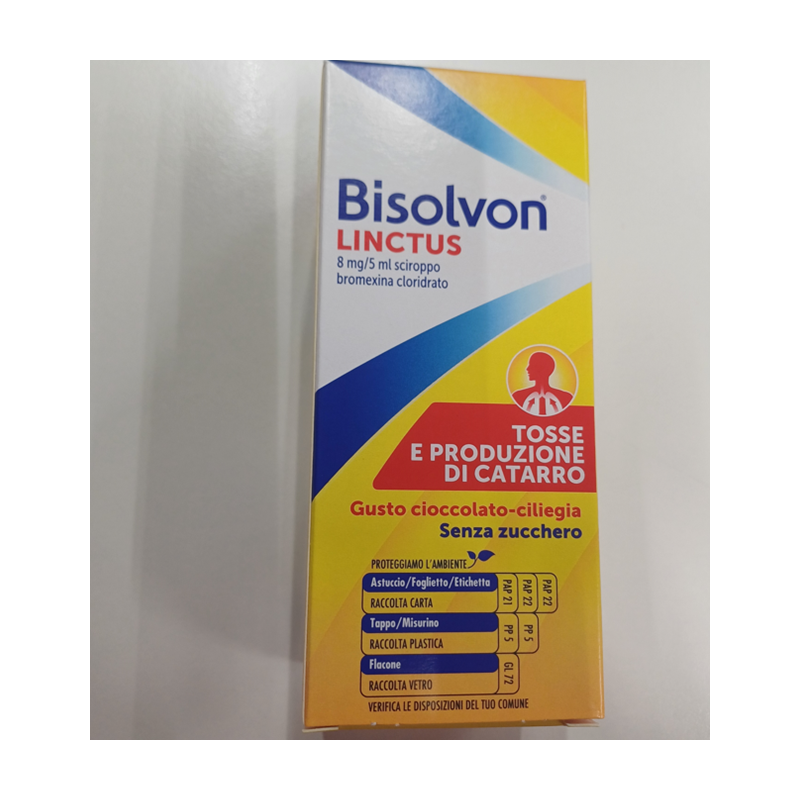 Bisolvon®
LINCTUS
8 mg/5 ml sciroppo
bromexina cloridrato
TOSSE
E PRODUZIONE
DI CATARRO
Gusto cioccolato-ciliegia
Senza zucchero
PROTEGGIAMO L'AMBIENTE
Astuccio/Foglietto/Etichetta
RACCOLTA CARTA
PAP 21
PAP 22
PAP 22
Tappo/Misurino
RACCOLTA PLASTICA
PP 5
PP 5
Flacone
RACCOLTA VETRO
GL 72
VERIFICA LE DISPOSIZIONI DEL TUO COMUNE